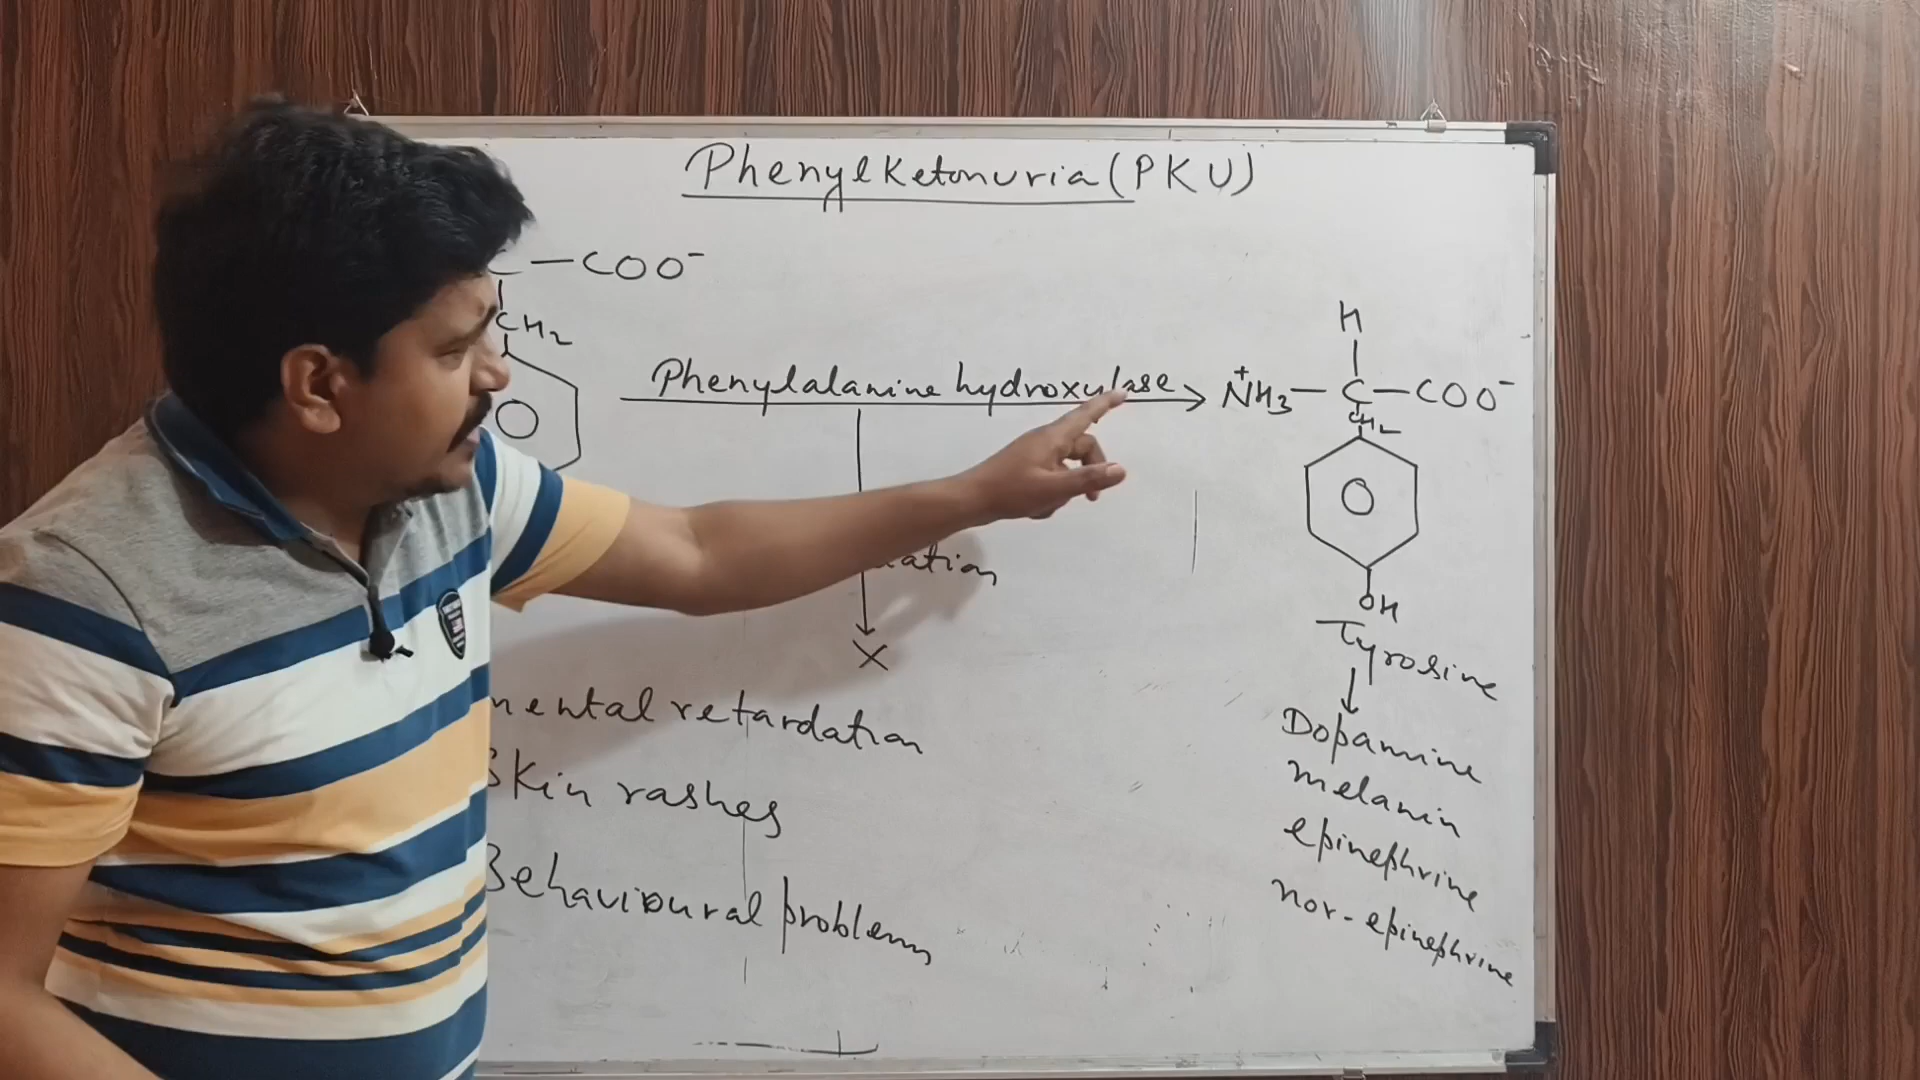 PhenylKetonuria (PKU)
C-COO⁻
CH₂
Phenylalanine hydroxylase
H
N⁺H₃-C-COO⁻
CH₂
OH
Tyrosine
X
mental retardation
Skin rashes
Behavioural problems
Dopamine
melanin
epinephrine
nor-epinephrine